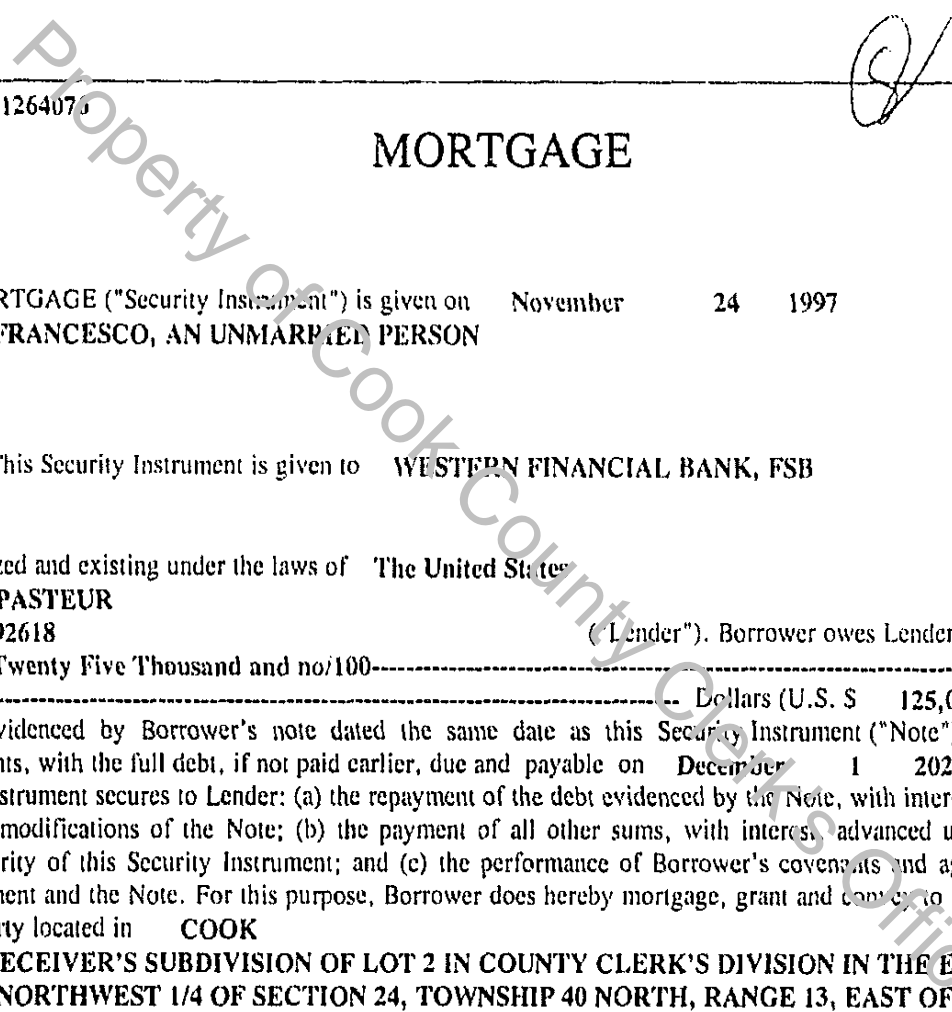 MORTGAGE
RTGAGE ("Security Instrument") is given on November 24 1997
FRANCESCO, AN UNMARRIED PERSON
This Security Instrument is given to WESTERN FINANCIAL BANK, FSB
zed and existing under the laws of The United States
PASTEUR
92618 ("Lender"). Borrower owes Lender
Twenty Five Thousand and no/100---
--- Dollars (U.S. $ 125,0
videnced by Borrower's note dated the same date as this Security Instrument ("Note"
nts, with the full debt, if not paid earlier, due and payable on December 1 202
strument secures to Lender: (a) the repayment of the debt evidenced by the Note, with inter
modifications of the Note; (b) the payment of all other sums, with interest, advanced u
rity of this Security Instrument; and (c) the performance of Borrower's covenants and a
ent and the Note. For this purpose, Borrower does hereby mortgage, grant and convey to
rty located in COOK
ECEIVER'S SUBDIVISION OF LOT 2 IN COUNTY CLERK'S DIVISION IN THE E
NORTHWEST 1/4 OF SECTION 24, TOWNSHIP 40 NORTH, RANGE 13, EAST OF
Property of Cook County Clerk's Offic